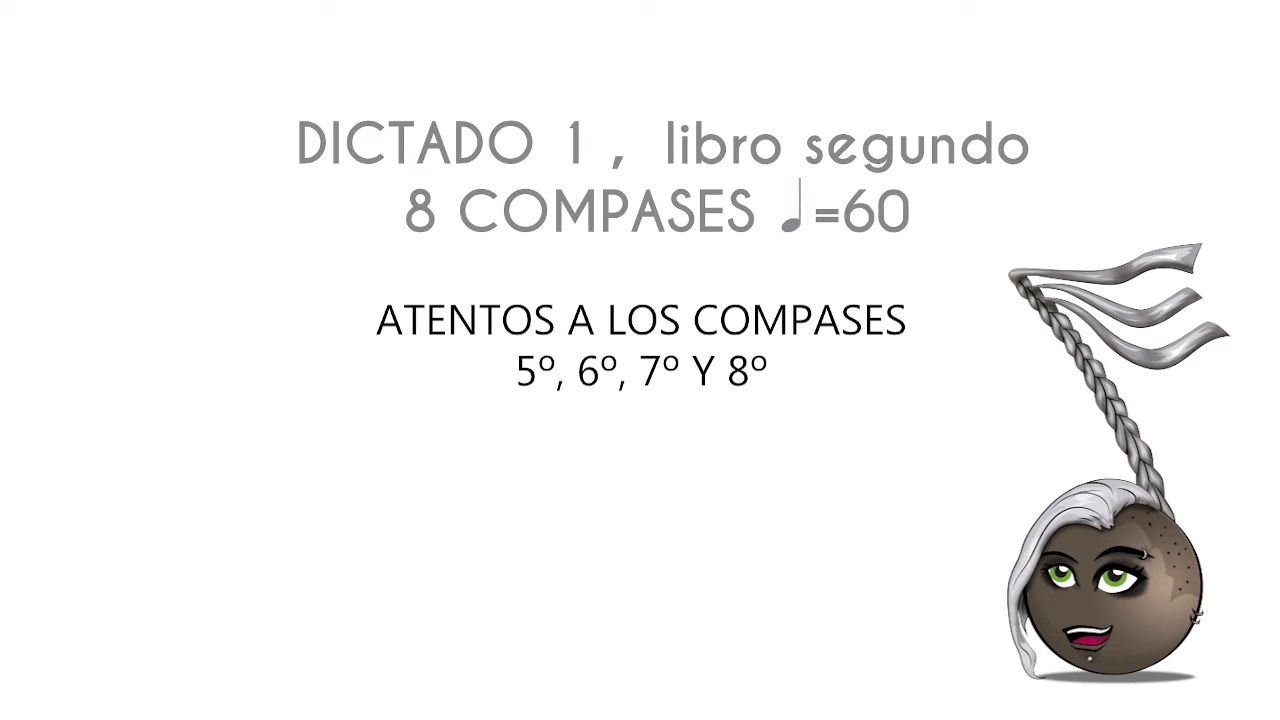 DICTADO 1 , libro segundo
8 COMPASES ♩=60
ATENTOS A LOS COMPASES
5º, 6º, 7º Y 8º